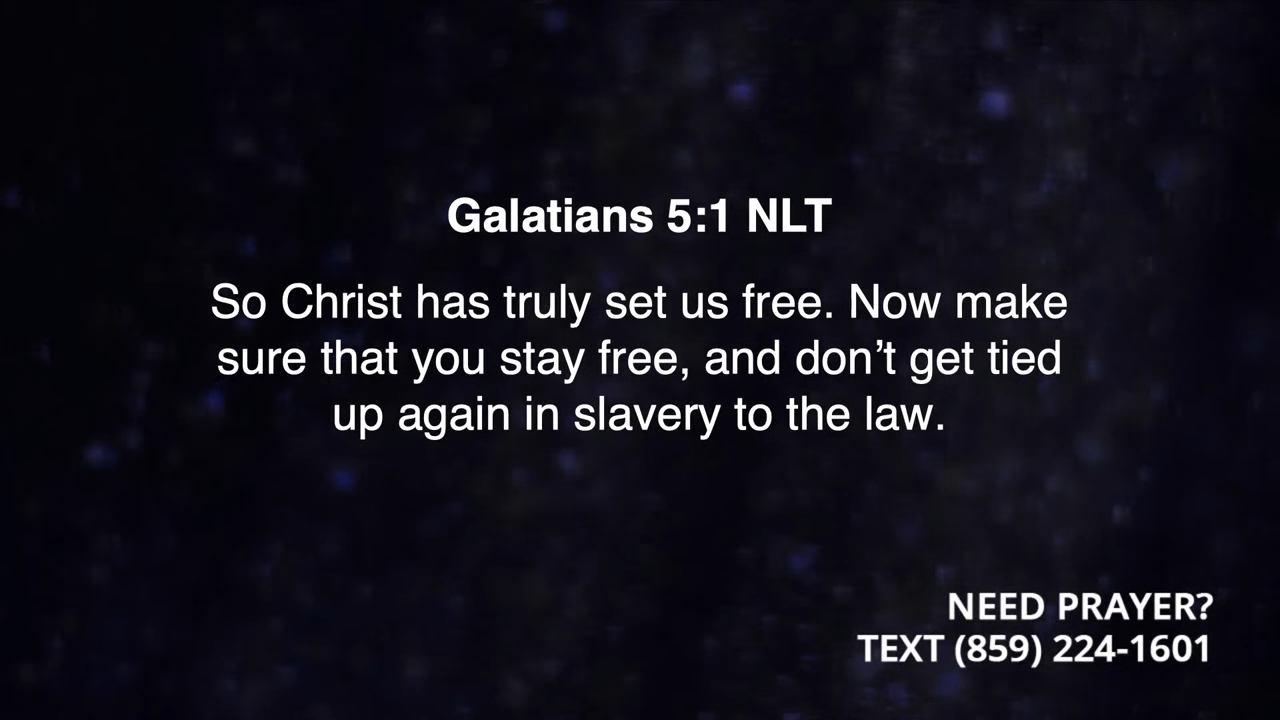 Galatians 5:1 NLT
So Christ has truly set us free. Now make
sure that you stay free, and don’t get tied
up again in slavery to the law.
NEED PRAYER?
TEXT (859) 224-1601